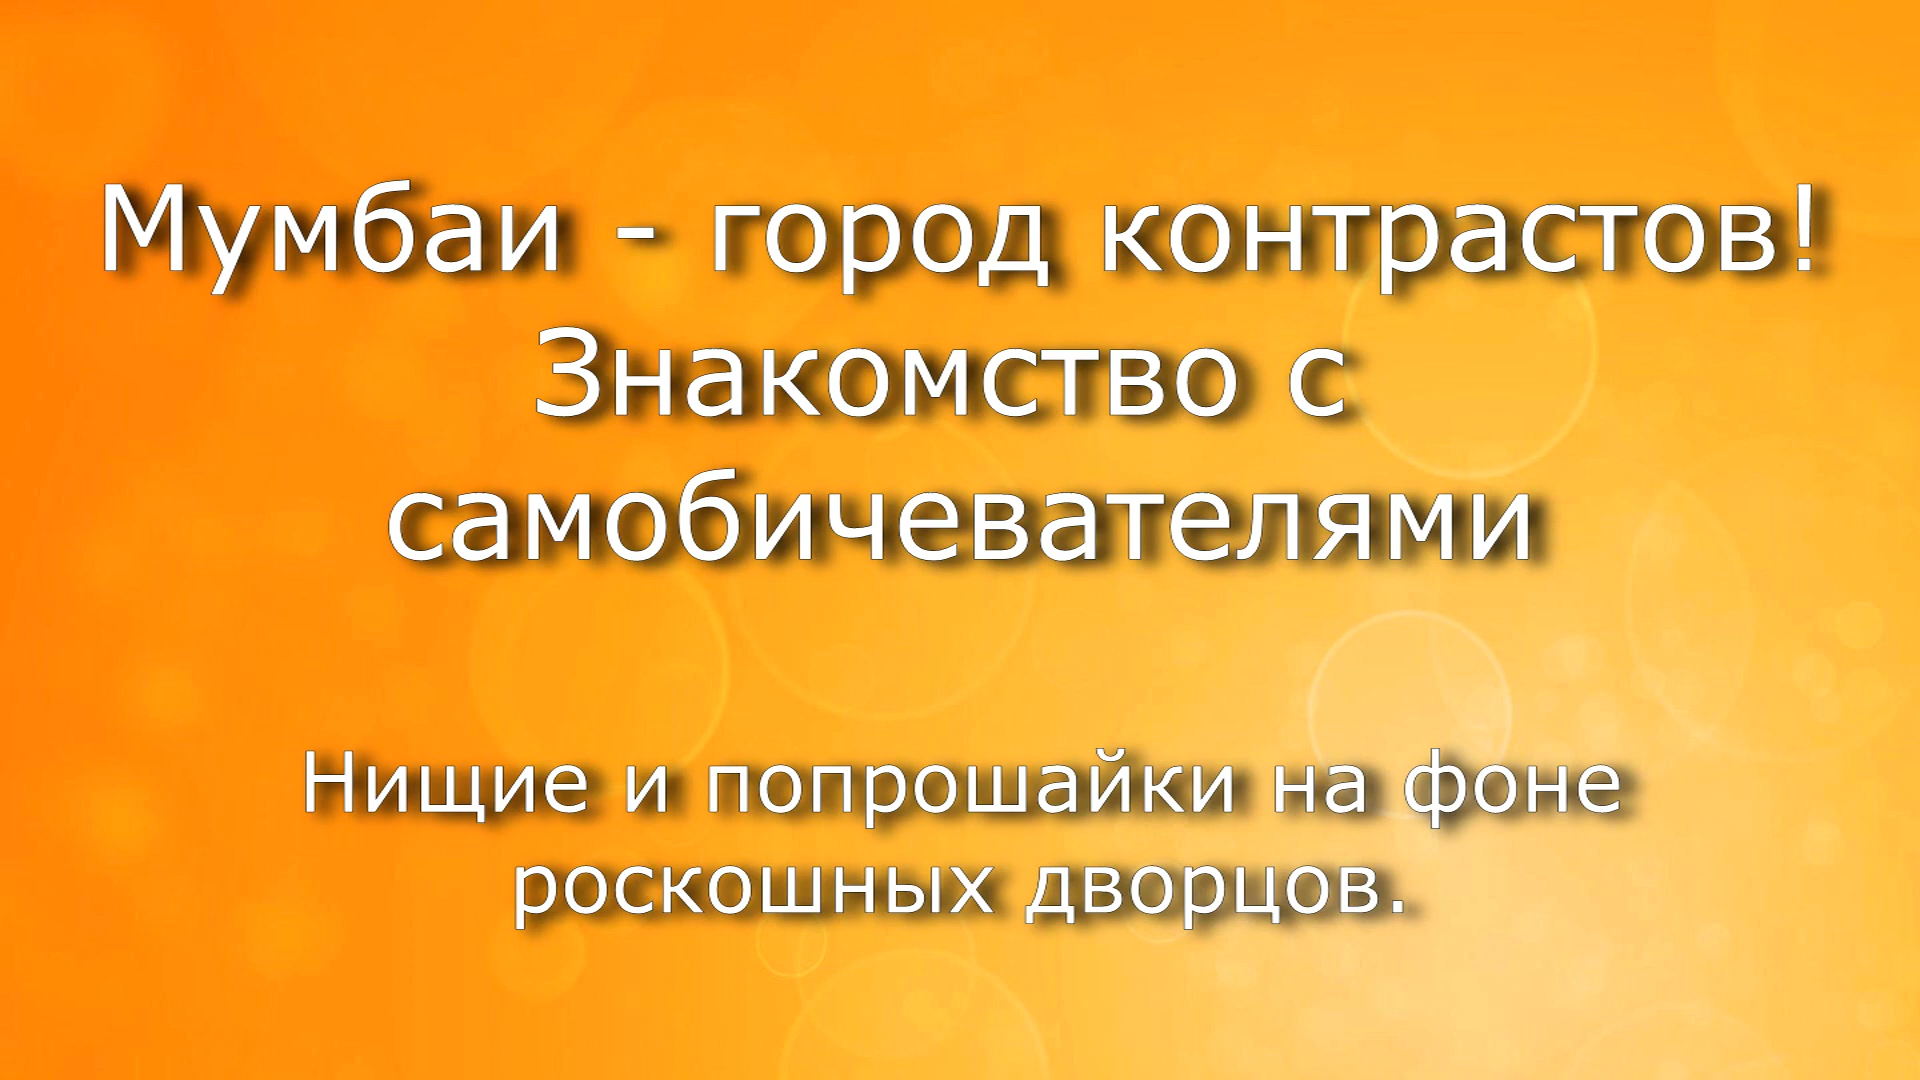 Мумбаи - город контрастов!
Знакомство с
самобичевателями
Нищие и попрошайки на фоне
роскошных дворцов.